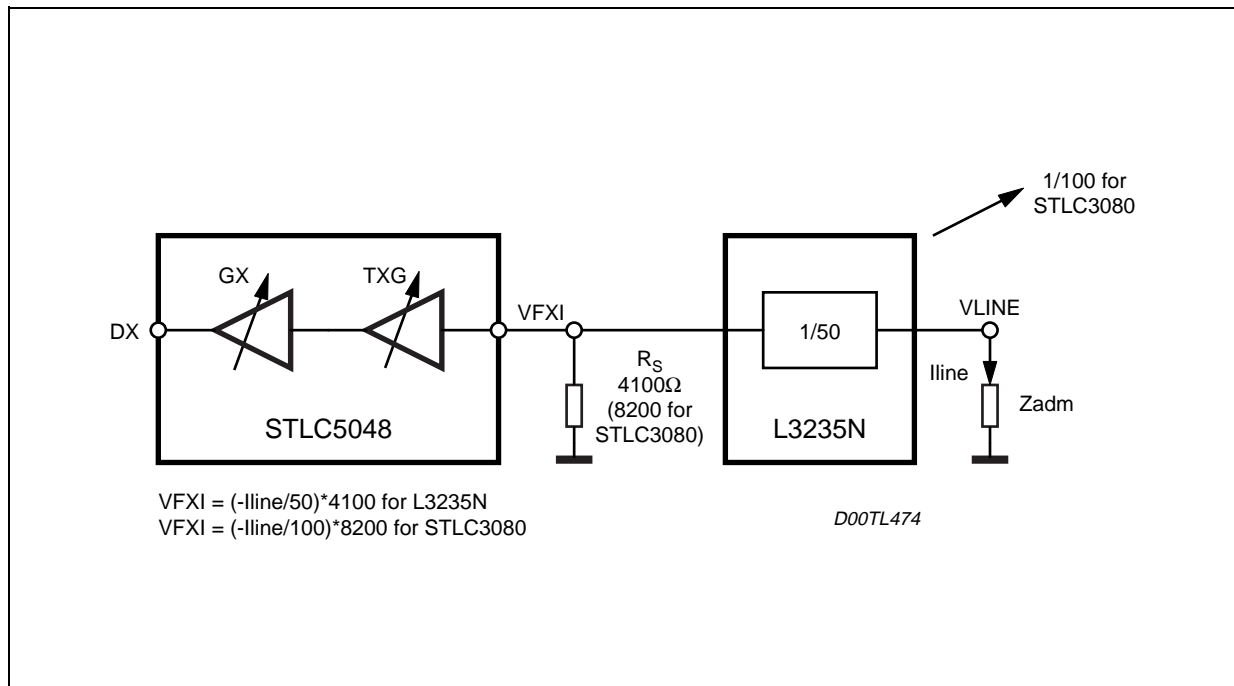 1/100 for
STLC3080
GX
TXG
DX
VFXI
1/50
VLINE
Iline
Zadm
RS
4100Ω
(8200 for
STLC3080)
STLC5048
L3235N
VFXI = (-Iline/50)*4100 for L3235N
VFXI = (-Iline/100)*8200 for STLC3080
D00TL474